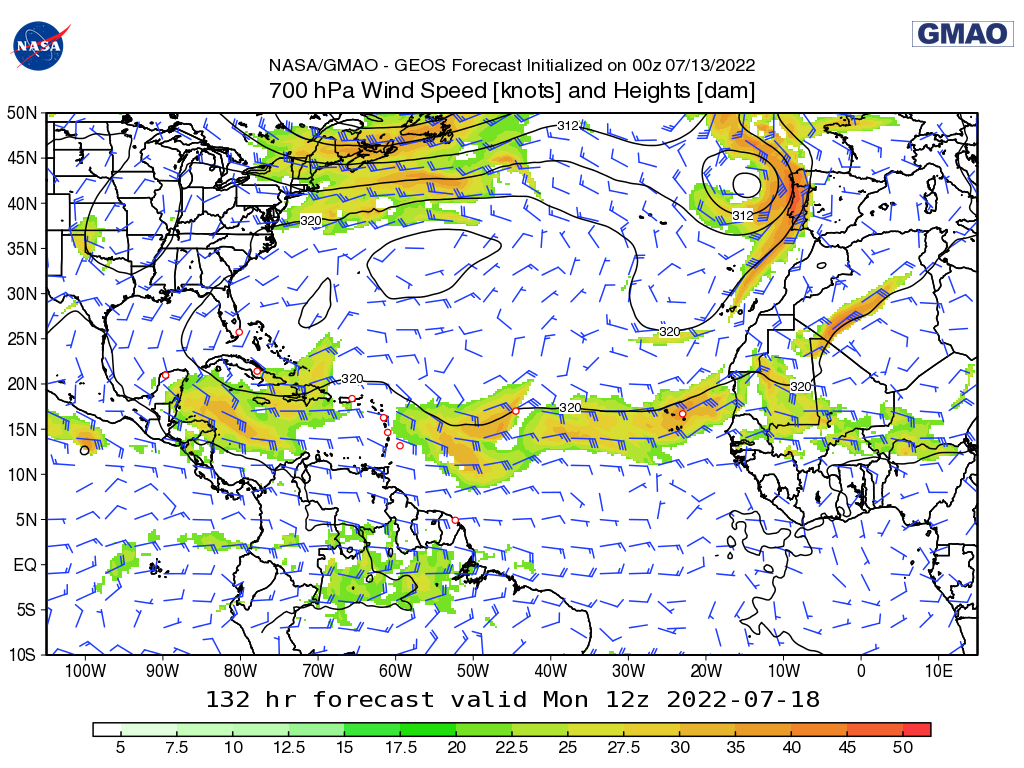 NASA
GMAO
NASA/GMAO - GEOS Forecast Initialized on 00z 07/13/2022
700 hPa Wind Speed [knots] and Heights [dam]
50N
312
45N
40N
312
320
35N
30N
320
25N
320
320
20N
320
15N
10N
5N
EQ
5S
10S
100W 90W 80W 70W 60W 50W 40W 30W 20W 10W 0 10E
132 hr forecast valid Mon 12z 2022-07-18
5 7.5 10 12.5 15 17.5 20 22.5 25 27.5 30 35 40 45 50